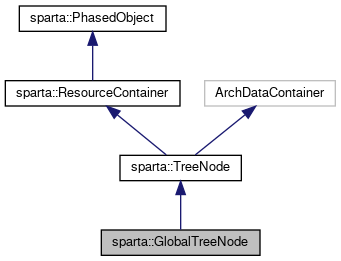 sparta::PhasedObject
sparta::ResourceContainer
ArchDataContainer
sparta::TreeNode
sparta::GlobalTreeNode